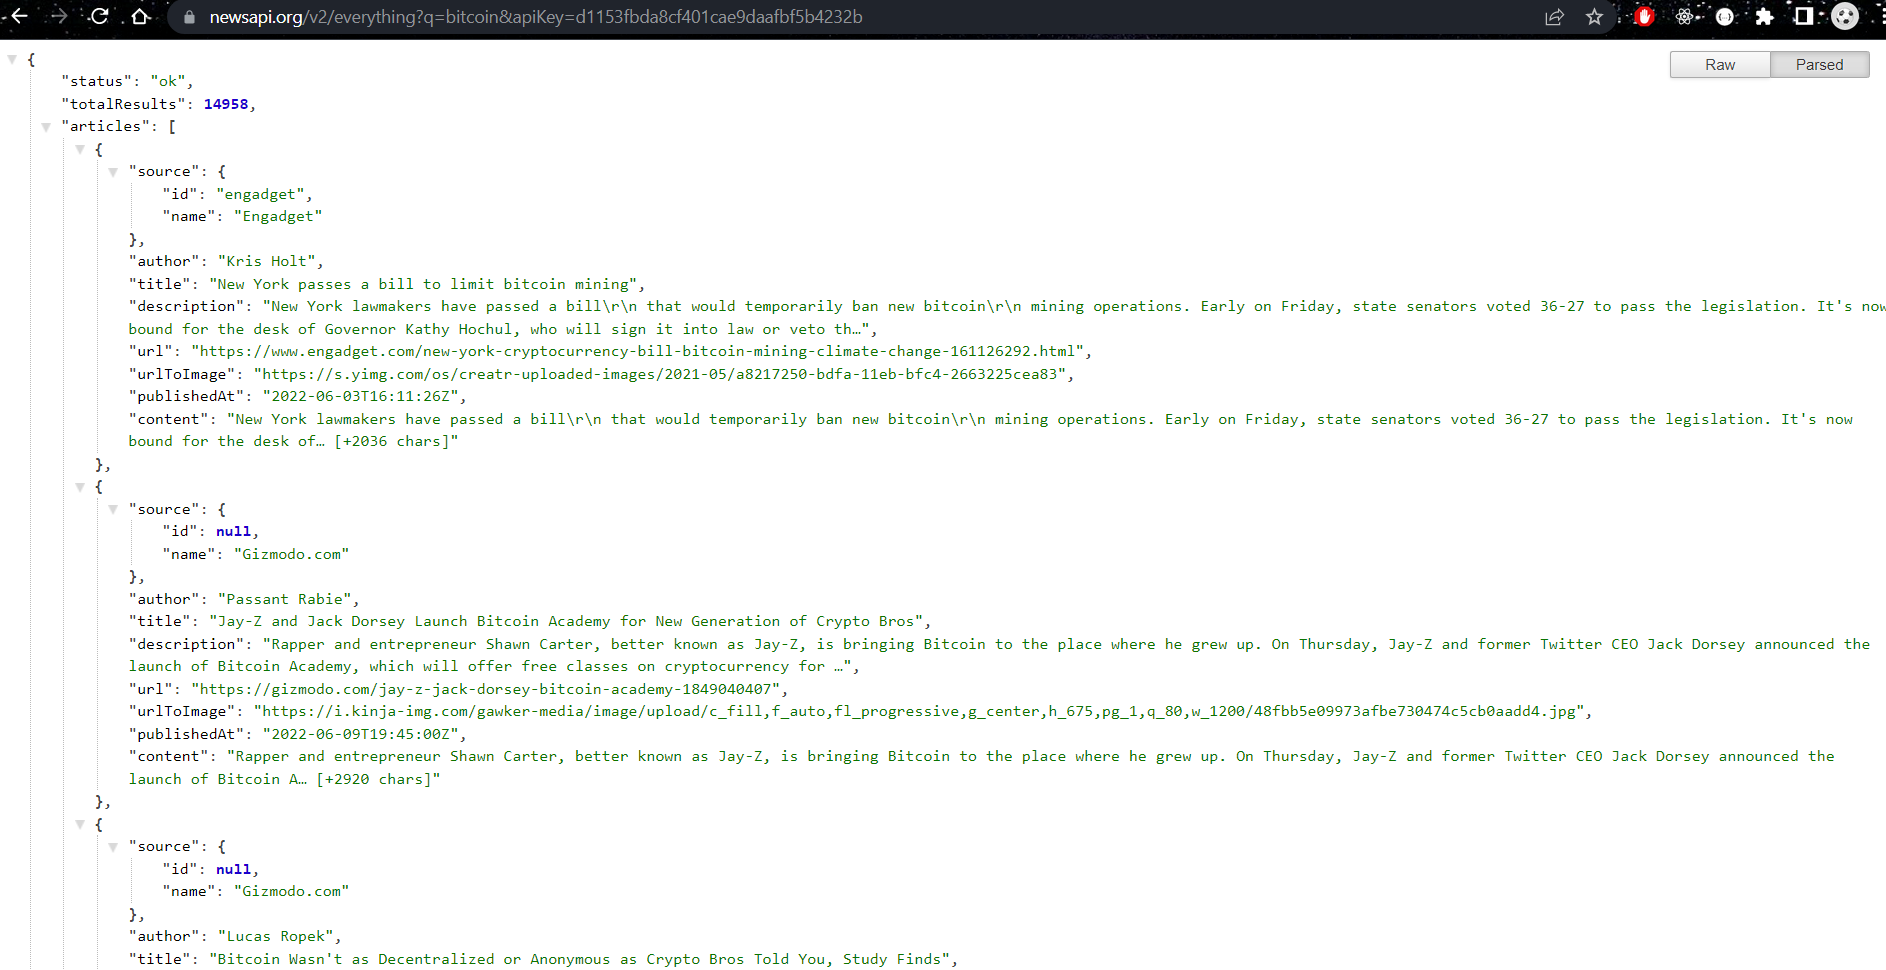 newsapi.org/v2/everything?q=bitcoin&apiKey=d1153fbda8cf401cae9daafbf5b4232b
Raw Parsed
{
"status": "ok",
"totalResults": 14958,
"articles": [
{
"source": {
"id": "engadget",
"name": "Engadget"
},
"author": "Kris Holt",
"title": "New York passes a bill to limit bitcoin mining",
"description": "New York lawmakers have passed a bill\r\n that would temporarily ban new bitcoin\r\n mining operations. Early on Friday, state senators voted 36-27 to pass the legislation. It's now
bound for the desk of Governor Kathy Hochul, who will sign it into law or veto th…",
"url": "https://www.engadget.com/new-york-cryptocurrency-bill-bitcoin-mining-climate-change-161126292.html",
"urlToImage": "https://s.yimg.com/os/creatr-uploaded-images/2021-05/a8217250-bdfa-11eb-bfc4-2663225cea83",
"publishedAt": "2022-06-03T16:11:26Z",
"content": "New York lawmakers have passed a bill\r\n that would temporarily ban new bitcoin\r\n mining operations. Early on Friday, state senators voted 36-27 to pass the legislation. It's now
bound for the desk of… [+2036 chars]"
},
{
"source": {
"id": null,
"name": "Gizmodo.com"
},
"author": "Passant Rabie",
"title": "Jay-Z and Jack Dorsey Launch Bitcoin Academy for New Generation of Crypto Bros",
"description": "Rapper and entrepreneur Shawn Carter, better known as Jay-Z, is bringing Bitcoin to the place where he grew up. On Thursday, Jay-Z and former Twitter CEO Jack Dorsey announced the
launch of Bitcoin Academy, which will offer free classes on cryptocurrency for …",
"url": "https://gizmodo.com/jay-z-jack-dorsey-bitcoin-academy-1849040407",
"urlToImage": "https://i.kinja-img.com/gawker-media/image/upload/c_fill,f_auto,fl_progressive,g_center,h_675,pg_1,q_80,w_1200/48fbb5e09973afbe730474c5cb0aadd4.jpg",
"publishedAt": "2022-06-09T19:45:00Z",
"content": "Rapper and entrepreneur Shawn Carter, better known as Jay-Z, is bringing Bitcoin to the place where he grew up. On Thursday, Jay-Z and former Twitter CEO Jack Dorsey announced the
launch of Bitcoin A… [+2920 chars]"
},
{
"source": {
"id": null,
"name": "Gizmodo.com"
},
"author": "Lucas Ropek",
"title": "Bitcoin Wasn't as Decentralized or Anonymous as Crypto Bros Told You, Study Finds",